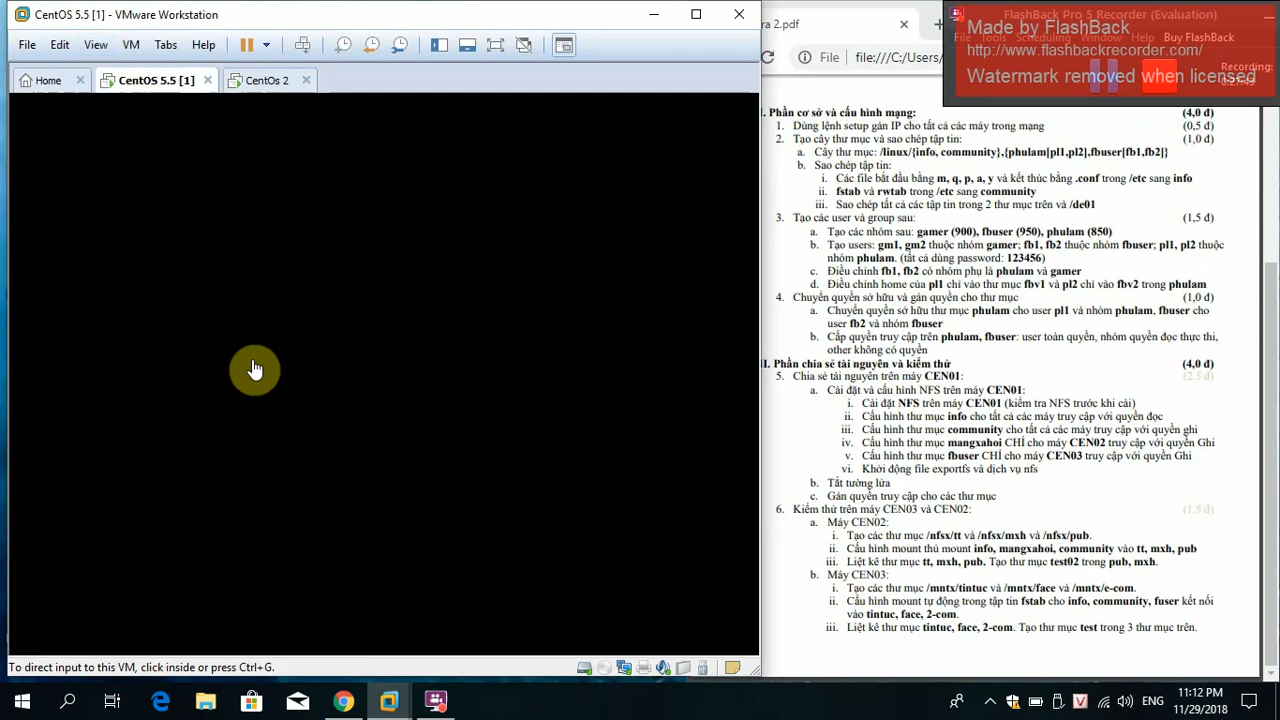 CentOS 5.5 [1] - VMware Workstation
File Edit View VM Tabs Help
Home
CentOS 5.5 [1]
CentOs 2
To direct input to this VM, click inside or press Ctrl+G.
ra 2.pdf
File file:///C:/Users/
FlashBack Pro 5 Recorder (Evaluation)
Made by FlashBack
File Scheduling Window Help Buy FlashBack
http://www.flashbackrecorder.com/
Watermark removed when licensed
Recording:
I. Phần cơ sở và cấu hình mạng: (4,0 đ)
1. Dùng lệnh setup gán IP cho tất cả các máy trong mạng (0,5 đ)
2. Tạo cây thư mục và sao chép tập tin: (1,0 đ)
a. Cây thư mục: /linux/{info, community},{phulam[pl1,pl2],fbuser[fb1,fb2]}
b. Sao chép tập tin:
i. Các file bắt đầu bằng m, q, p, a, y và kết thúc bằng .conf trong /etc sang info
ii. fstab và rwtab trong /etc sang community
iii. Sao chép tất cả các tập tin trong 2 thư mục trên và /de01
3. Tạo các user và group sau: (1,5 đ)
a. Tạo các nhóm sau: gamer (900), fbuser (950), phulam (850)
b. Tạo users: gm1, gm2 thuộc nhóm gamer; fb1, fb2 thuộc nhóm fbuser; pl1, pl2 thuộc
nhóm phulam. (tất cả dùng password: 123456)
c. Điều chỉnh fb1, fb2 có nhóm phụ là phulam và gamer
d. Điều chỉnh home của pl1 chỉ vào thư mục fbv1 và pl2 chỉ vào fbv2 trong phulam
4. Chuyển quyền sở hữu và gán quyền cho thư mục (1,0 đ)
a. Chuyển quyền sở hữu thư mục phulam cho user pl1 và nhóm phulam, fbuser cho
user fb2 và nhóm fbuser
b. Cấp quyền truy cập trên phulam, fbuser: user toàn quyền, nhóm quyền đọc thực thi,
other không có quyền
II. Phần chia sẻ tài nguyên và kiểm thử (4,0 đ)
5. Chia sẻ tài nguyên trên máy CEN01: (2.5 đ)
a. Cài đặt và cấu hình NFS trên máy CEN01:
i. Cài đặt NFS trên máy CEN01 (kiểm tra NFS trước khi cài)
ii. Cấu hình thư mục info cho tất cả các máy truy cập với quyền đọc
iii. Cấu hình thư mục community cho tất cả các máy truy cập với quyền ghi
iv. Cấu hình thư mục mangxahoi CHỈ cho máy CEN02 truy cập với quyền Ghi
v. Cấu hình thư mục fbuser CHỈ cho máy CEN03 truy cập với quyền Ghi
vi. Khởi động file exportfs và dịch vụ nfs
b. Tắt tường lửa
c. Gán quyền truy cập cho các thư mục
6. Kiểm thử trên máy CEN03 và CEN02: (1,5 đ)
a. Máy CEN02:
i. Tạo các thư mục /nfsx/tt và /nfsx/mxh và /nfsx/pub.
ii. Cấu hình mount thủ mount info, mangxahoi, community vào tt, mxh, pub
iii. Liệt kê thư mục tt, mxh, pub. Tạo thư mục test02 trong pub, mxh.
b. Máy CEN03:
i. Tạo các thư mục /mntx/tintuc và /mntx/face và /mntx/e-com.
ii. Cấu hình mount tự động trong tập tin fstab cho info, community, fuser kết nối
vào tintuc, face, 2-com.
iii. Liệt kê thư mục tintuc, face, 2-com. Tạo thư mục test trong 3 thư mục trên.
ENG
11:12 PM
11/29/2018